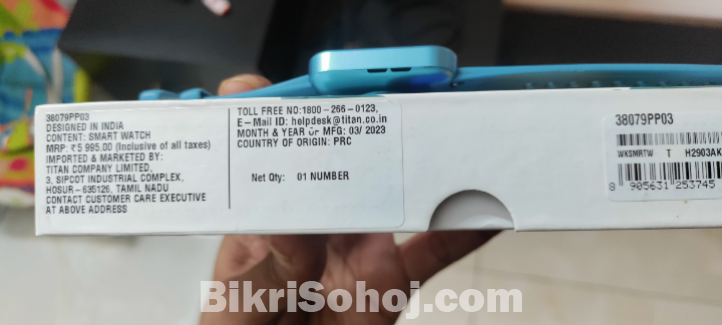 38079PP03
DESIGNED IN INDIA
CONTENT: SMART WATCH
MRP: ₹5 995.00 (Inclusive of all taxes)
IMPORTED & MARKETED BY:
TITAN COMPANY LIMITED,
3, SIPCOT INDUSTRIAL COMPLEX,
HOSUR - 635126, TAMIL NADU
CONTACT CUSTOMER CARE EXECUTIVE
AT ABOVE ADDRESS
TOLL FREE NO:1800-266-0123,
E-Mail ID: helpdesk@titan.co.in
MONTH & YEAR of MFG: 03/ 2023
COUNTRY OF ORIGIN: PRC
Net Qty: 01 NUMBER
38079PP03
WKSMRTW T H2903AK
8 905631 253745
BikriSohoj.com